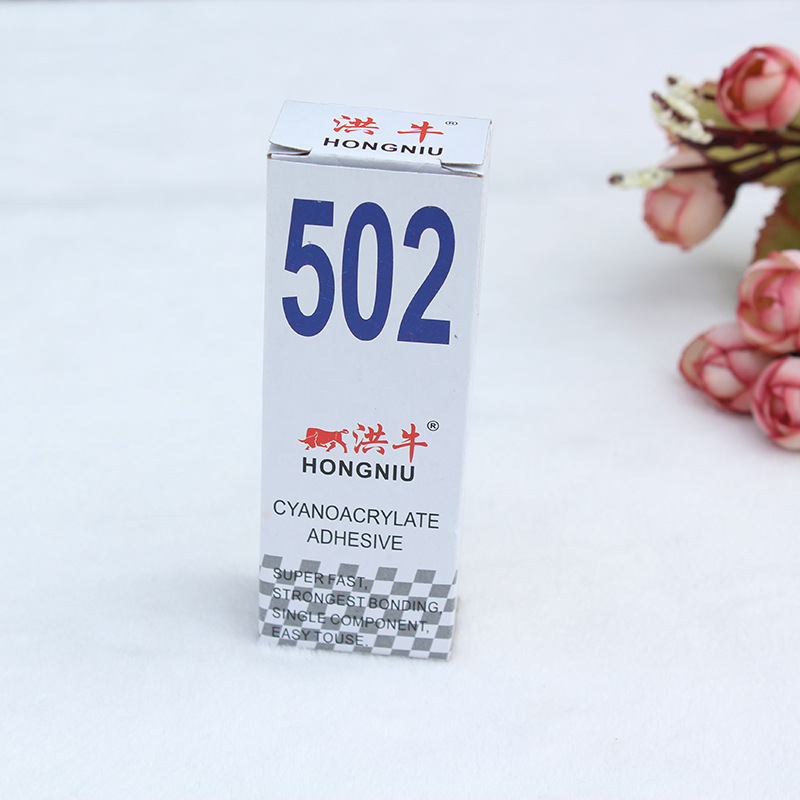 洪牛®
HONGNIU
502
洪牛®
HONGNIU
CYANOACRYLATE
ADHESIVE
SUPER FAST,
STRONGEST BONDING,
SINGLE COMPONENT,
EASY TOUSE.